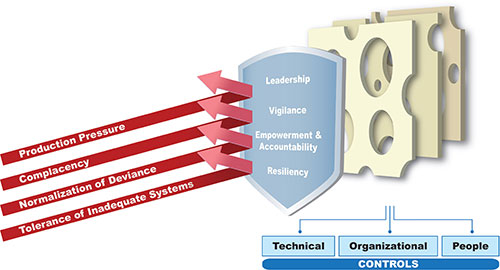 Leadership
Vigilance
Empowerment &
Accountability
Resiliency
Production Pressure
Complacency
Normalization of Deviance
Tolerance of Inadequate Systems
Technical
Organizational
People
CONTROLS